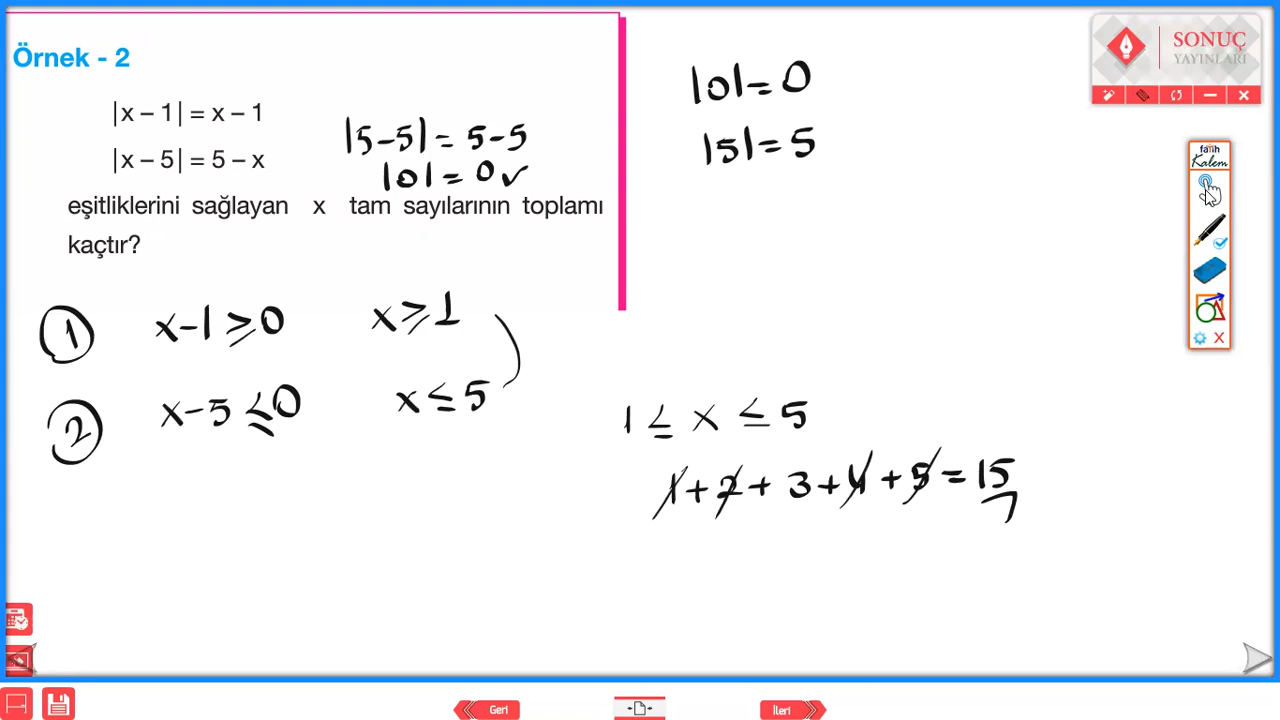 Örnek - 2
|x – 1| = x – 1
|x – 5| = 5 – x
eşitliklerini sağlayan x tam sayılarının toplamı
kaçtır?
|5-5| = 5-5
|0| = 0 ✓
|0| = 0
|5| = 5
1 x-1 ≥ 0 x ≥ 1
2 x-5 ≤ 0 x ≤ 5
1 ≤ x ≤ 5
1 + 2 + 3 + 4 + 5 = 15
SONUÇ
YAYINLARI
fatih
Kalem
Geri
İleri